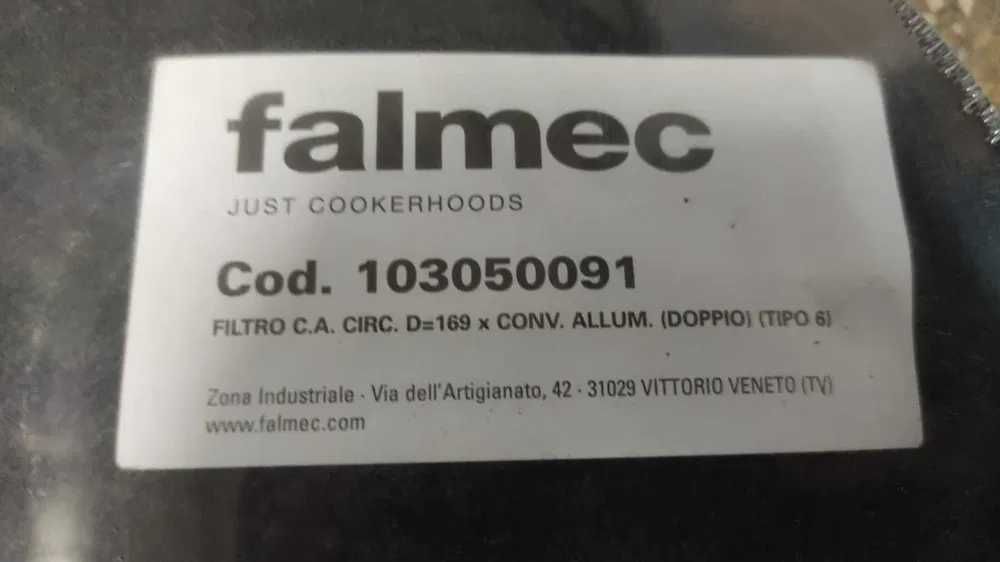 falmec
JUST COOKERHOODS
Cod. 103050091
FILTRO C.A. CIRC. D=169 x CONV. ALLUM. (DOPPIO) (TIPO 6)
Zona Industriale · Via dell'Artigianato, 42 · 31029 VITTORIO VENETO (TV)
www.falmec.com